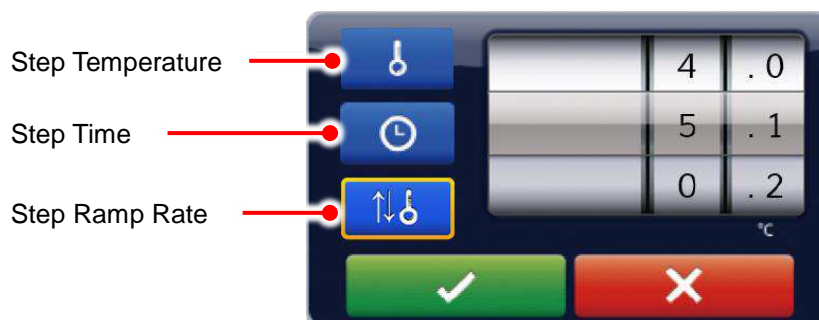 Step Temperature
Step Time
Step Ramp Rate
4 .0
5 .1
0 .2
°C